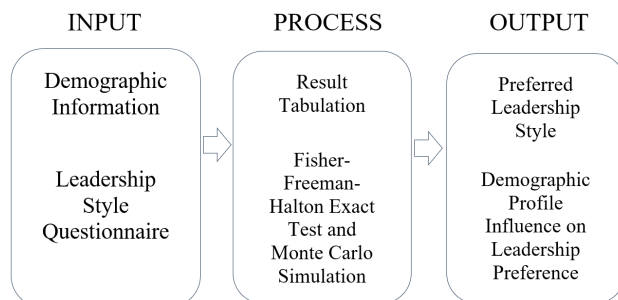 INPUT
Demographic
Information
Leadership
Style
Questionnaire
PROCESS
Result
Tabulation
Fisher-
Freeman-
Halton Exact
Test and
Monte Carlo
Simulation
OUTPUT
Preferred
Leadership
Style
Demographic
Profile
Influence on
Leadership
Preference